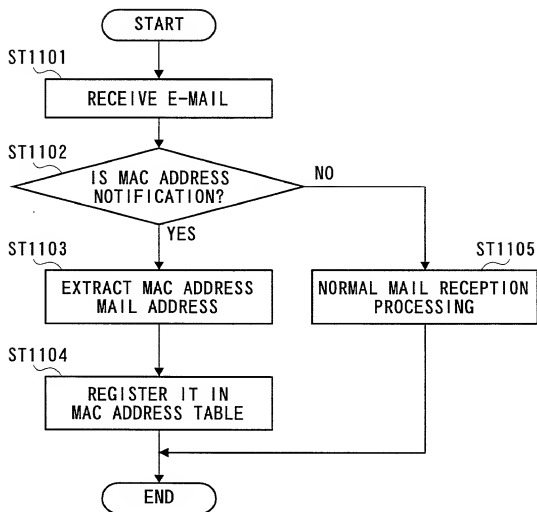 START
ST1101
RECEIVE E-MAIL
ST1102
IS MAC ADDRESS
NOTIFICATION?
NO
YES
ST1103
EXTRACT MAC ADDRESS
MAIL ADDRESS
ST1105
NORMAL MAIL RECEPTION
PROCESSING
ST1104
REGISTER IT IN
MAC ADDRESS TABLE
END